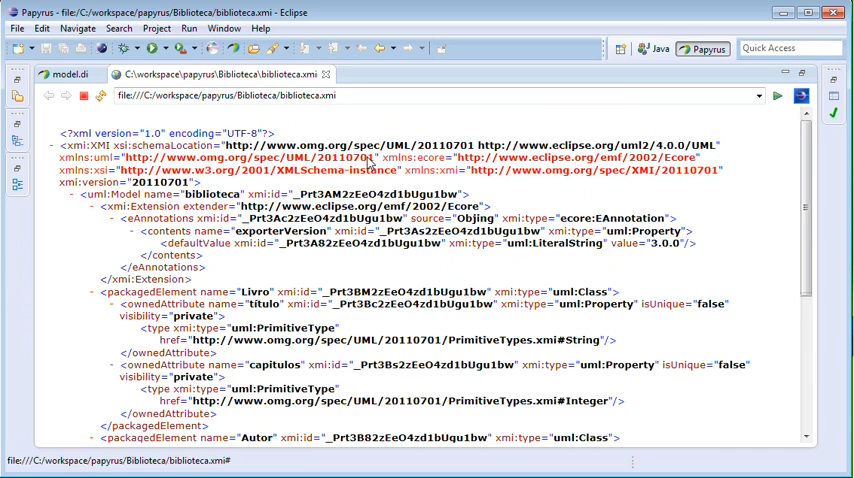 Papyrus - file:/C:/workspace/papyrus/Biblioteca/biblioteca.xmi - Eclipse
File Edit Navigate Search Project Run Window Help
Java Papyrus Quick Access
model.di C:\workspace\papyrus\Biblioteca\biblioteca.xmi
file:///C:/workspace/papyrus/Biblioteca/biblioteca.xmi
<?xml version="1.0" encoding="UTF-8"?>
- <xmi:XMI xsi:schemaLocation="http://www.omg.org/spec/UML/20110701 http://www.eclipse.org/uml2/4.0.0/UML"
xmlns:uml="http://www.omg.org/spec/UML/20110701" xmlns:ecore="http://www.eclipse.org/emf/2002/Ecore"
xmlns:xsi="http://www.w3.org/2001/XMLSchema-instance" xmlns:xmi="http://www.omg.org/spec/XMI/20110701"
xmi:version="20110701">
- <uml:Model name="biblioteca" xmi:id="_Prt3AM2zEeO4zd1bUgu1bw">
- <xmi:Extension extender="http://www.eclipse.org/emf/2002/Ecore">
- <eAnnotations xmi:id="_Prt3Ac2zEeO4zd1bUgu1bw" source="Objing" xmi:type="ecore:EAnnotation">
- <contents name="exporterVersion" xmi:id="_Prt3As2zEeO4zd1bUgu1bw" xmi:type="uml:Property">
<defaultValue xmi:id="_Prt3A82zEeO4zd1bUgu1bw" xmi:type="uml:LiteralString" value="3.0.0"/>
</contents>
</eAnnotations>
</xmi:Extension>
- <packagedElement name="Livro" xmi:id="_Prt3BM2zEeO4zd1bUgu1bw" xmi:type="uml:Class">
- <ownedAttribute name="título" xmi:id="_Prt3Bc2zEeO4zd1bUgu1bw" xmi:type="uml:Property" isUnique="false"
visibility="private">
<type xmi:type="uml:PrimitiveType"
href="http://www.omg.org/spec/UML/20110701/PrimitiveTypes.xmi#String"/>
</ownedAttribute>
- <ownedAttribute name="capitulos" xmi:id="_Prt3Bs2zEeO4zd1bUgu1bw" xmi:type="uml:Property" isUnique="false"
visibility="private">
<type xmi:type="uml:PrimitiveType"
href="http://www.omg.org/spec/UML/20110701/PrimitiveTypes.xmi#Integer"/>
</ownedAttribute>
</packagedElement>
- <packagedElement name="Autor" xmi:id="_Prt3B82zEeO4zd1bUgu1bw" xmi:type="uml:Class">
file:///C:/workspace/papyrus/Biblioteca/biblioteca.xmi#